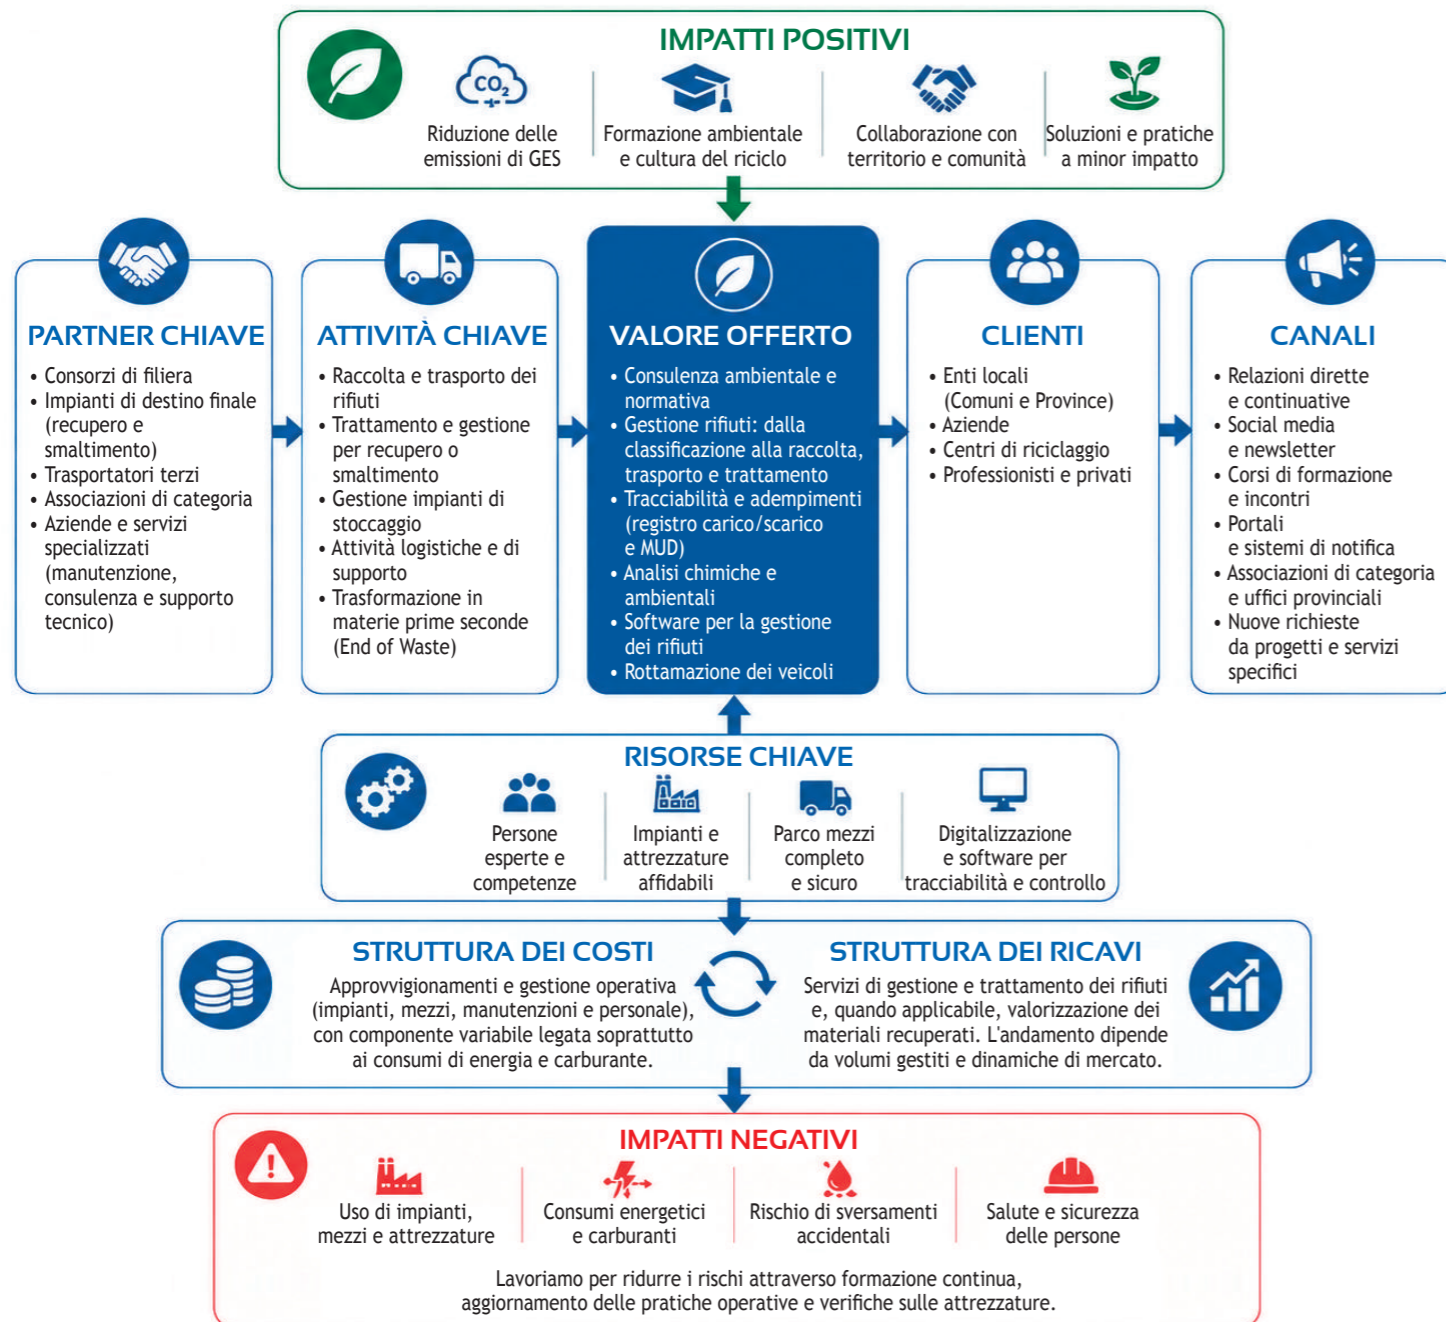 IMPATTI POSITIVI
CO₂
Riduzione delle
emissioni di GES
Formazione ambientale
e cultura del riciclo
Collaborazione con
territorio e comunità
Soluzioni e pratiche
a minor impatto
PARTNER CHIAVE
• Consorzi di filiera
• Impianti di destino finale
(recupero e
smaltimento)
• Trasportatori terzi
• Associazioni di categoria
• Aziende e servizi
specializzati
(manutenzione,
consulenza e supporto
tecnico)
ATTIVITÀ CHIAVE
• Raccolta e trasporto dei
rifiuti
• Trattamento e gestione
per recupero o
smaltimento
• Gestione impianti di
stoccaggio
• Attività logistiche e di
supporto
• Trasformazione in
materie prime seconde
(End of Waste)
VALORE OFFERTO
• Consulenza ambientale e
normativa
• Gestione rifiuti: dalla
classificazione alla raccolta,
trasporto e trattamento
• Tracciabilità e adempimenti
(registro carico/scarico
e MUD)
• Analisi chimiche e
ambientali
• Software per la gestione
dei rifiuti
• Rottamazione dei veicoli
CLIENTI
• Enti locali
(Comuni e Province)
• Aziende
• Centri di riciclaggio
• Professionisti e privati
CANALI
• Relazioni dirette
e continuative
• Social media
e newsletter
• Corsi di formazione
e incontri
• Portali
e sistemi di notifica
• Associazioni di categoria
e uffici provinciali
• Nuove richieste
da progetti e servizi
specifici
RISORSE CHIAVE
Persone
esperte e
competenze
Impianti e
attrezzature
affidabili
Parco mezzi
completo
e sicuro
Digitalizzazione
e software per
tracciabilità e controllo
STRUTTURA DEI COSTI
Approvvigionamenti e gestione operativa
(impianti, mezzi, manutenzioni e personale),
con componente variabile legata soprattutto
ai consumi di energia e carburante.
STRUTTURA DEI RICAVI
Servizi di gestione e trattamento dei rifiuti
e, quando applicabile, valorizzazione dei
materiali recuperati. L'andamento dipende
da volumi gestiti e dinamiche di mercato.
IMPATTI NEGATIVI
Uso di impianti,
mezzi e attrezzature
Consumi energetici
e carburanti
Rischio di sversamenti
accidentali
Salute e sicurezza
delle persone
Lavoriamo per ridurre i rischi attraverso formazione continua,
aggiornamento delle pratiche operative e verifiche sulle attrezzature.